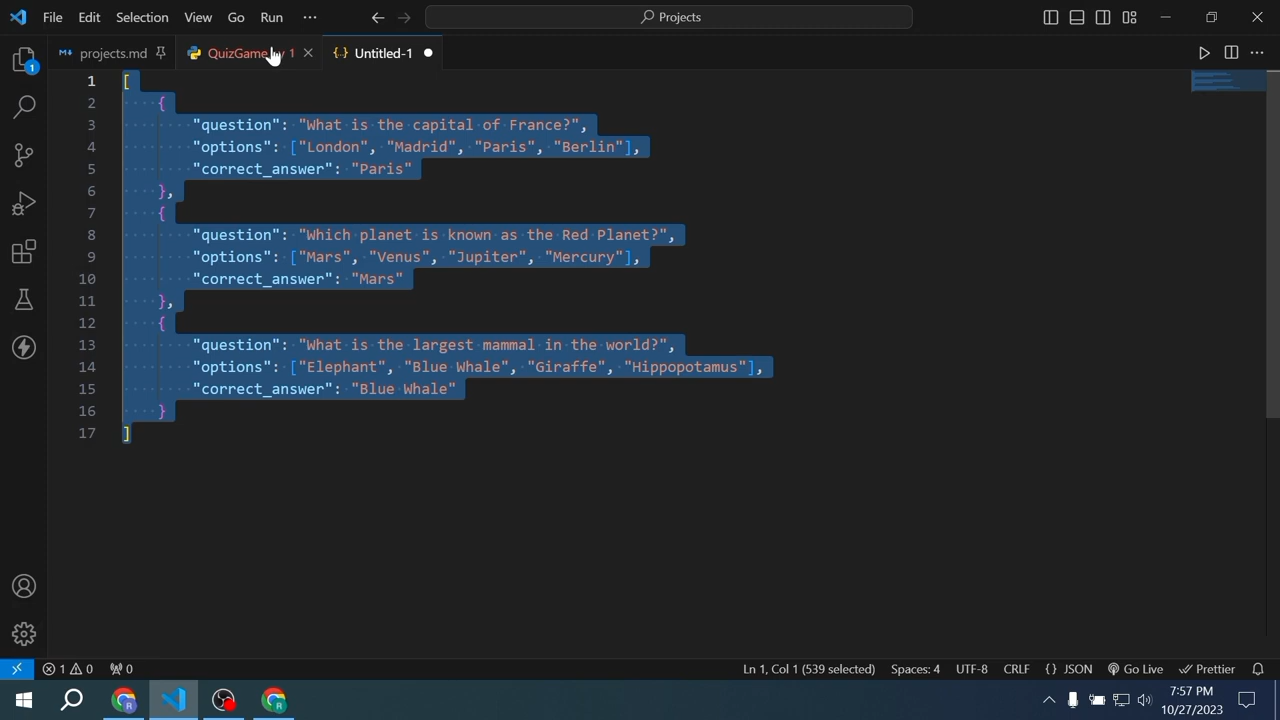 File Edit Selection View Go Run ··· Projects
projects.md QuizGame y 1 Untitled-1
1 [
2 {
3 "question": "What is the capital of France?",
4 "options": ["London", "Madrid", "Paris", "Berlin"],
5 "correct_answer": "Paris"
6 },
7 {
8 "question": "Which planet is known as the Red Planet?",
9 "options": ["Mars", "Venus", "Jupiter", "Mercury"],
10 "correct_answer": "Mars"
11 },
12 {
13 "question": "What is the largest mammal in the world?",
14 "options": ["Elephant", "Blue Whale", "Giraffe", "Hippopotamus"],
15 "correct_answer": "Blue Whale"
16 }
17 ]
1
1 0 0 Ln 1, Col 1 (539 selected) Spaces: 4 UTF-8 CRLF {} JSON Go Live Prettier
7:57 PM
10/27/2023